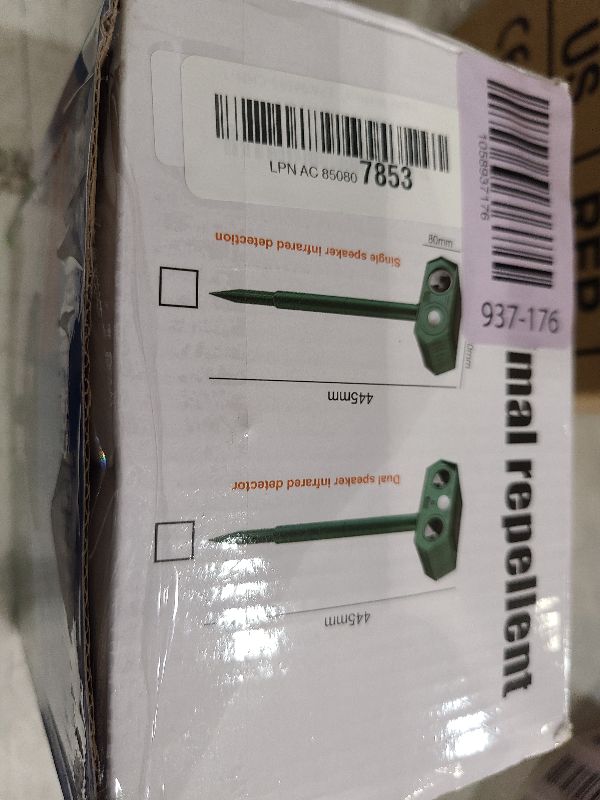 LPN AC 85080 7853
1058937176
937-176
mal repellent
80mm
Single speaker infrared detection
445mm
Dual speaker infrared detector
445mm
US